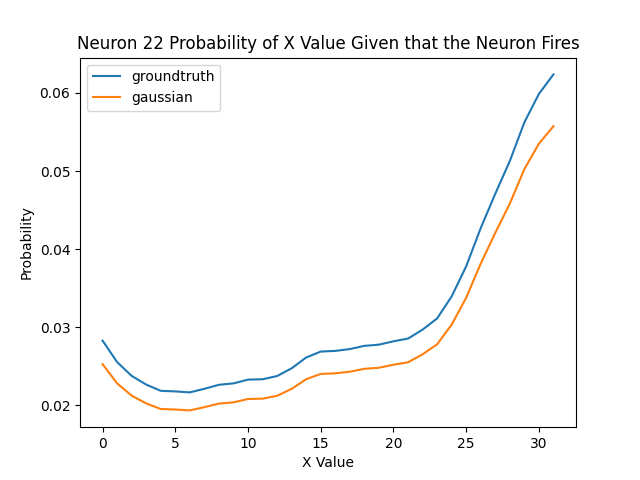 Neuron 22 Probability of X Value Given that the Neuron Fires
groundtruth
gaussian
0.06
0.05
0.04
0.03
0.02
Probability
0 5 10 15 20 25 30
X Value